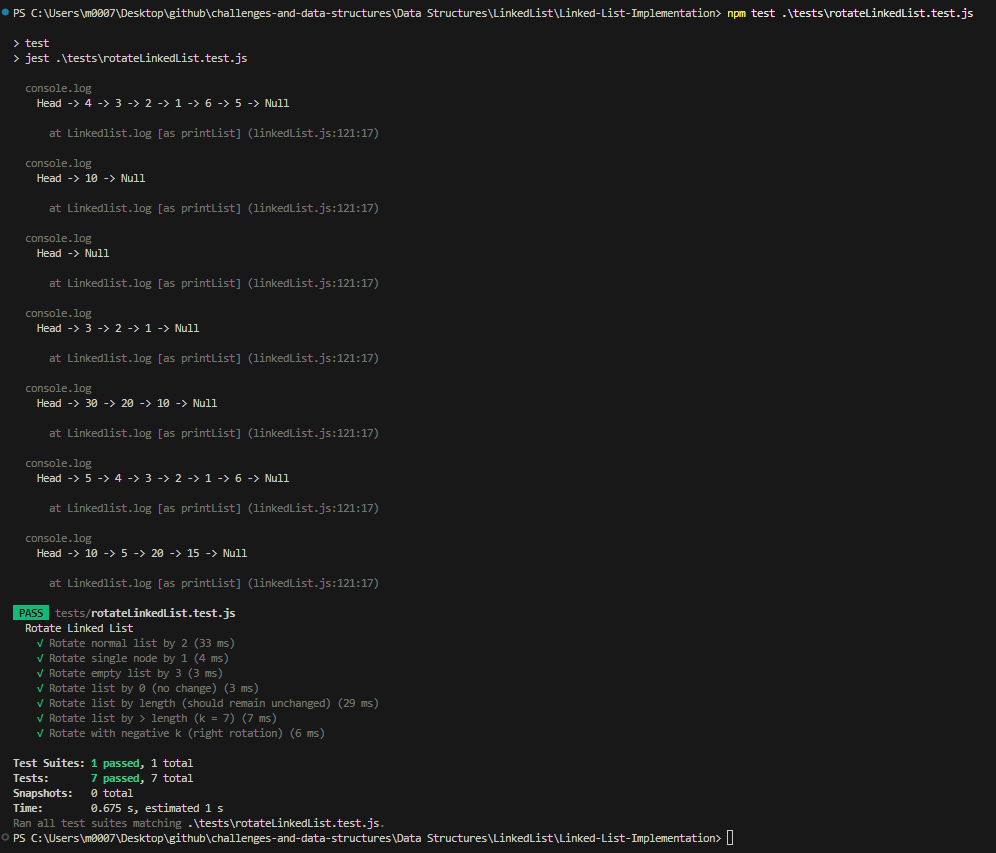 PS C:\Users\m0007\Desktop\github\challenges-and-data-structures\Data Structures\LinkedList\Linked-List-Implementation> npm test .\tests\rotateLinkedList.test.js
> test
> jest .\tests\rotateLinkedList.test.js
console.log
Head -> 4 -> 3 -> 2 -> 1 -> 6 -> 5 -> Null
at Linkedlist.log [as printList] (linkedList.js:121:17)
console.log
Head -> 10 -> Null
at Linkedlist.log [as printList] (linkedList.js:121:17)
console.log
Head -> Null
at Linkedlist.log [as printList] (linkedList.js:121:17)
console.log
Head -> 3 -> 2 -> 1 -> Null
at Linkedlist.log [as printList] (linkedList.js:121:17)
console.log
Head -> 30 -> 20 -> 10 -> Null
at Linkedlist.log [as printList] (linkedList.js:121:17)
console.log
Head -> 5 -> 4 -> 3 -> 2 -> 1 -> 6 -> Null
at Linkedlist.log [as printList] (linkedList.js:121:17)
console.log
Head -> 10 -> 5 -> 20 -> 15 -> Null
at Linkedlist.log [as printList] (linkedList.js:121:17)
PASS tests/rotateLinkedList.test.js
Rotate Linked List
√ Rotate normal list by 2 (33 ms)
√ Rotate single node by 1 (4 ms)
√ Rotate empty list by 3 (3 ms)
√ Rotate list by 0 (no change) (3 ms)
√ Rotate list by length (should remain unchanged) (29 ms)
√ Rotate list by > length (k = 7) (7 ms)
√ Rotate with negative k (right rotation) (6 ms)
Test Suites: 1 passed, 1 total
Tests: 7 passed, 7 total
Snapshots: 0 total
Time: 0.675 s, estimated 1 s
Ran all test suites matching .\tests\rotateLinkedList.test.js.
PS C:\Users\m0007\Desktop\github\challenges-and-data-structures\Data Structures\LinkedList\Linked-List-Implementation>